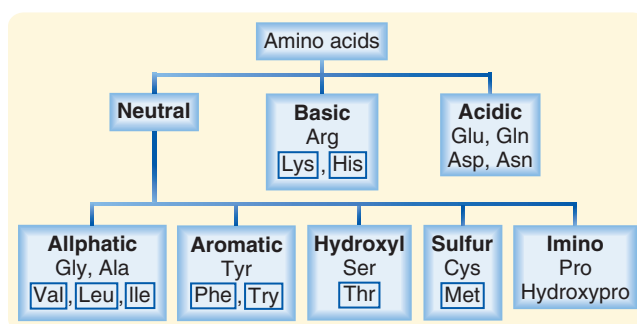 Amino acids
Neutral
Basic
Arg
Lys, His
Acidic
Glu, Gln
Asp, Asn
Allphatic
Gly, Ala
Val, Leu, Ile
Aromatic
Tyr
Phe, Try
Hydroxyl
Ser
Thr
Sulfur
Cys
Met
Imino
Pro
Hydroxypro